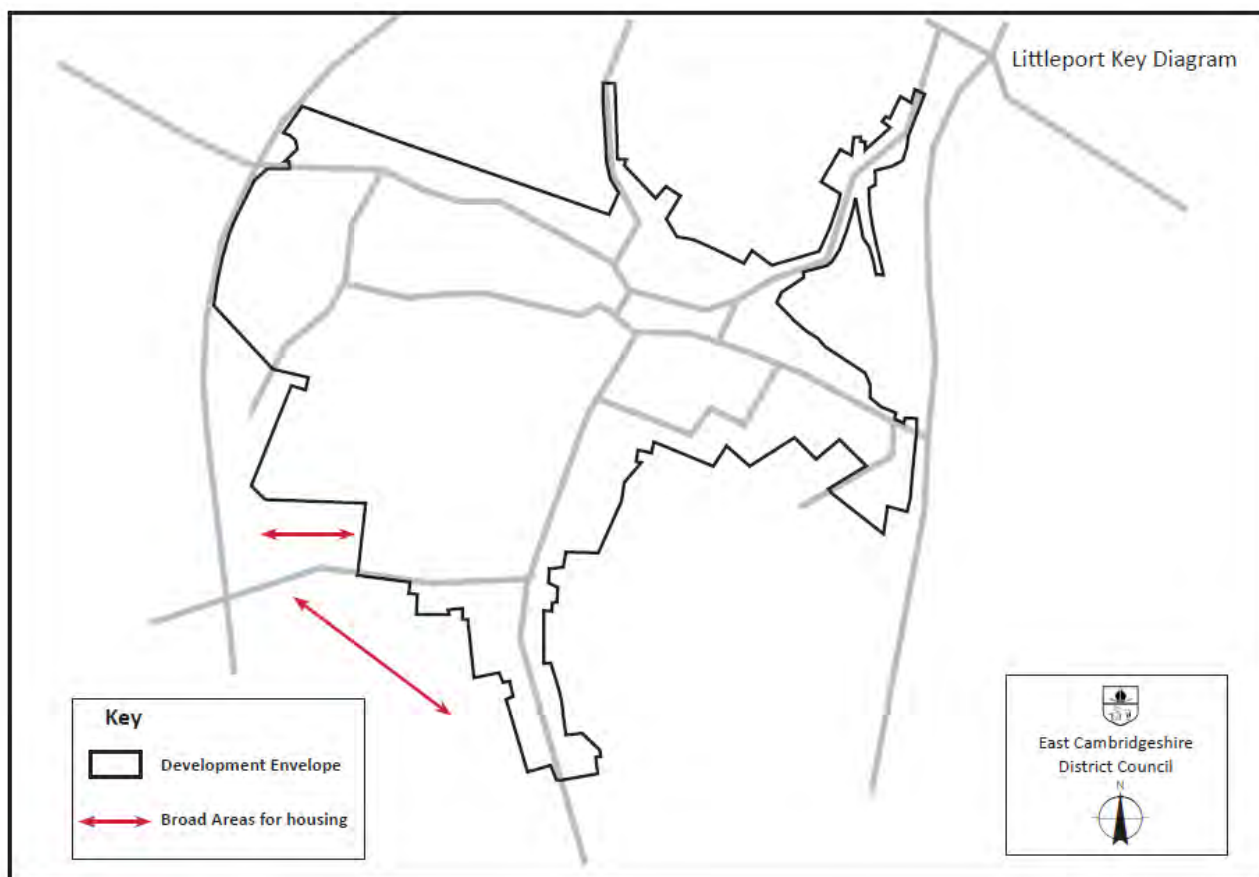 Littleport Key Diagram
Key
Development Envelope
Broad Areas for housing
East Cambridgeshire
District Council
N